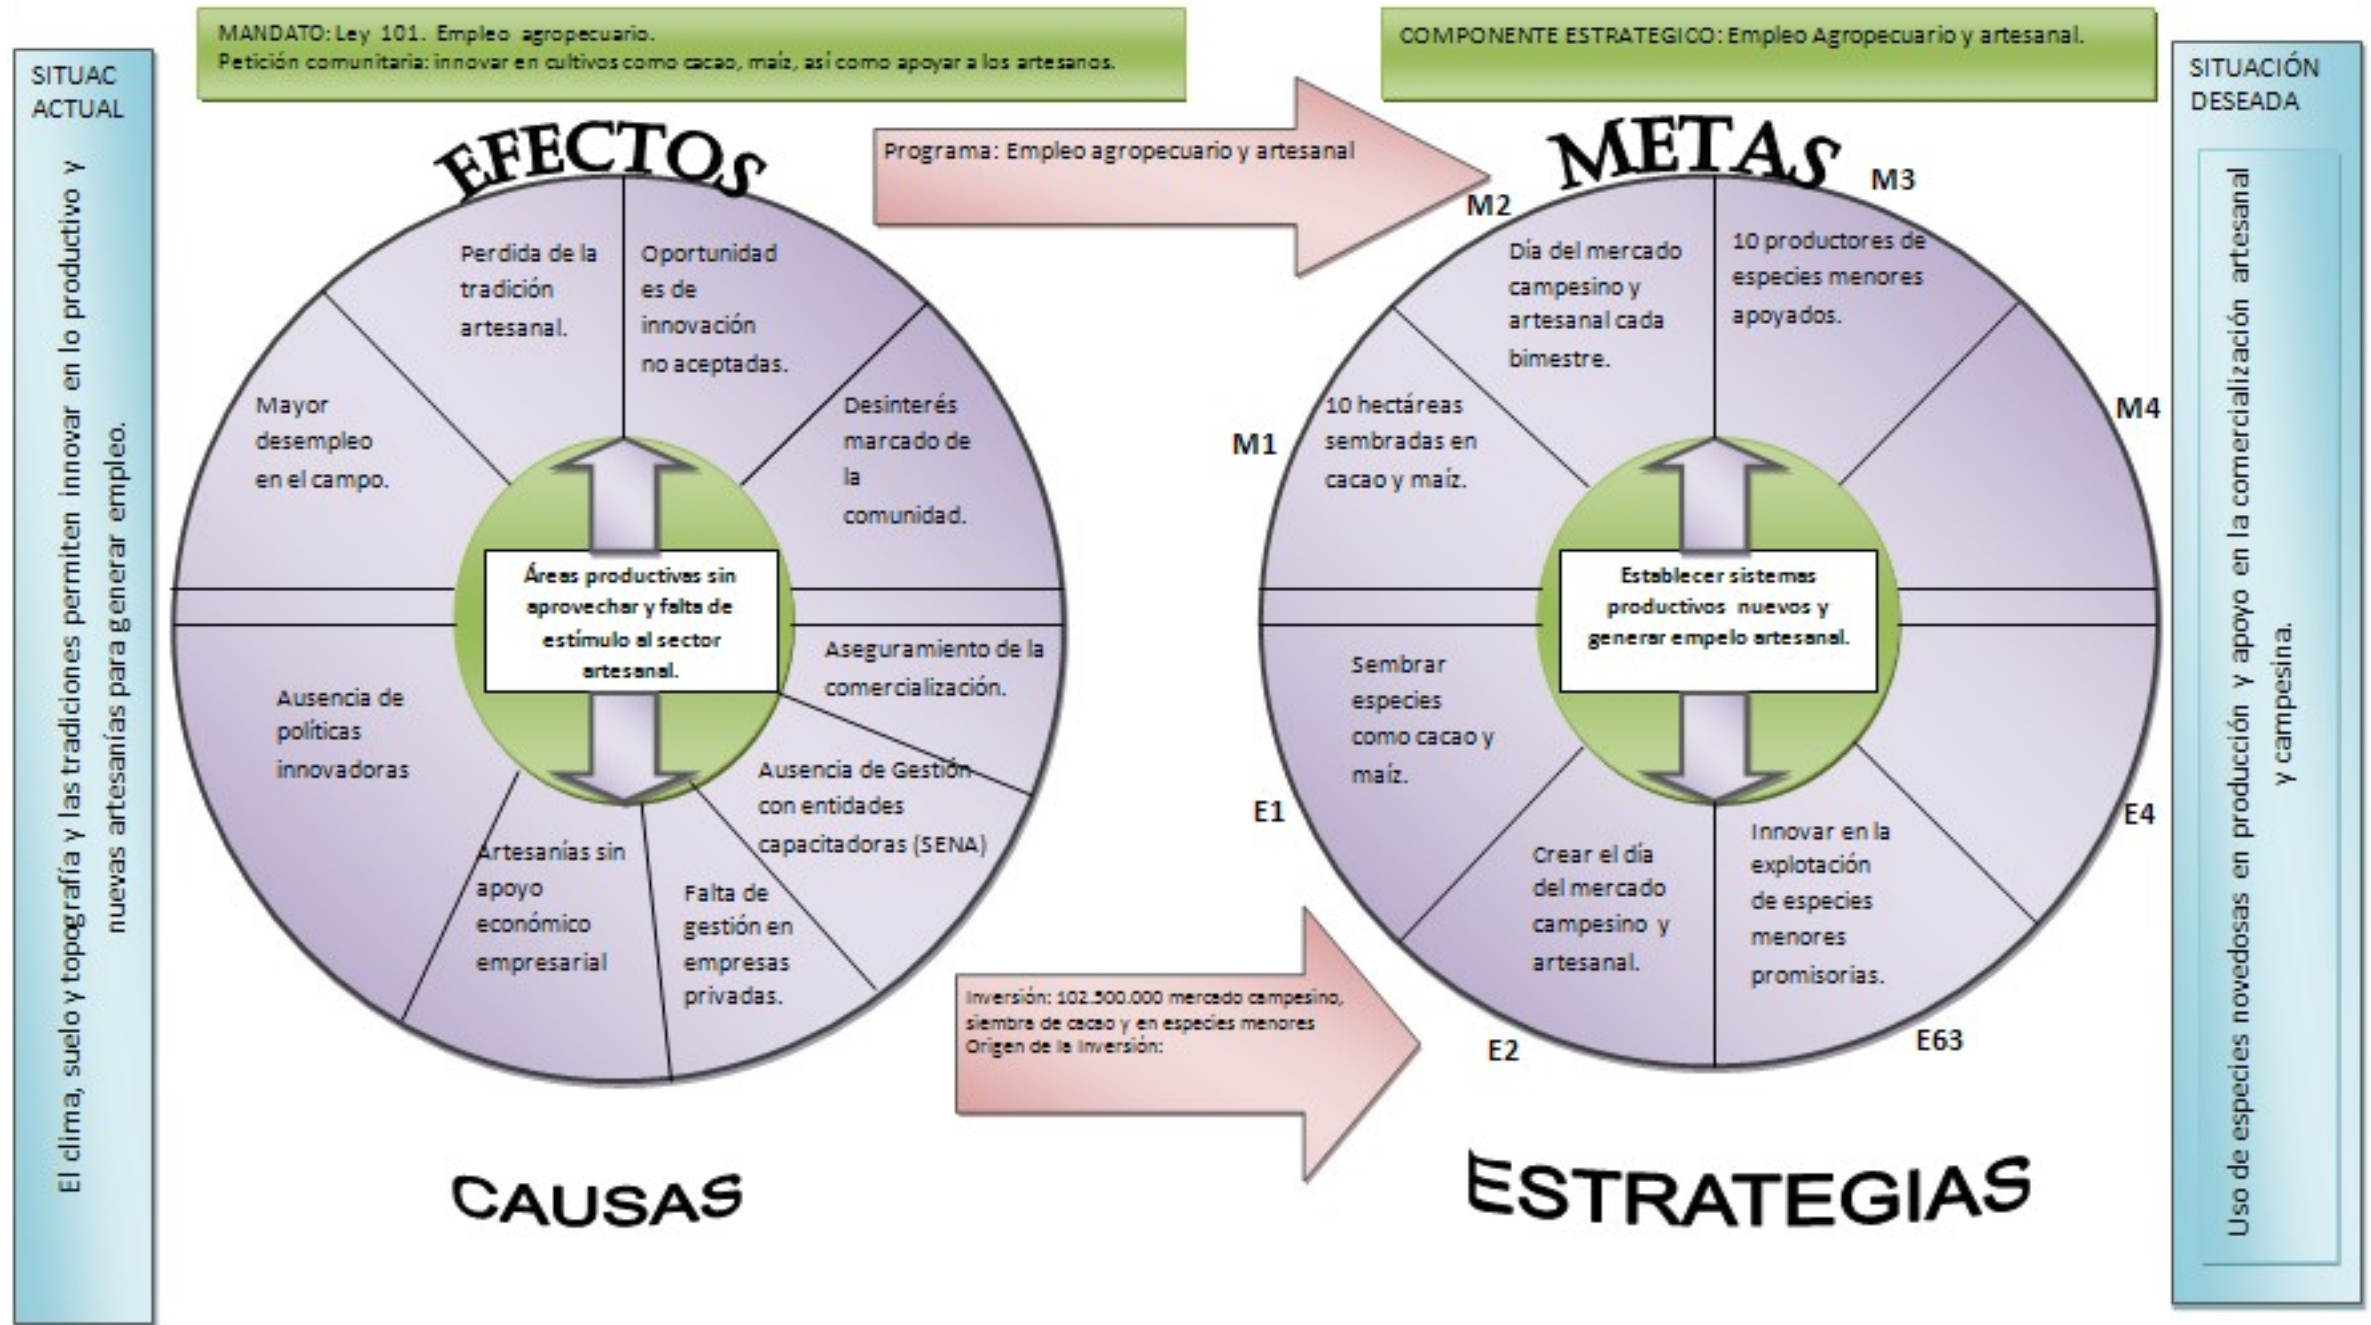 MANDATO: Ley 101. Empleo agropecuario.
Petición comunitaria: innovar en cultivos como cacao, maíz, así como apoyar a los artesanos.
COMPONENTE ESTRATEGICO: Empleo Agropecuario y artesanal.
SITUAC
ACTUAL
El clima, suelo y topografía y las tradiciones permiten innovar en lo productivo y
nuevas artesanías para generar empleo.
EFECTOS
Perdida de la
tradición
artesanal.
Oportunidad
es de
innovación
no aceptadas.
Mayor
desempleo
en el campo.
Desinterés
marcado de
la
comunidad.
Áreas productivas sin
aprovechar y falta de
estímulo al sector
artesanal.
Ausencia de
políticas
innovadoras
Artesanías sin
apoyo
económico
empresarial
Falta de
gestión en
empresas
privadas.
Ausencia de Gestión
con entidades
capacitadoras (SENA)
Aseguramiento de la
comercialización.
CAUSAS
Programa: Empleo agropecuario y artesanal
Inversión: 102.500.000 mercado campesino,
siembra de cacao y en especies menores
Origen de la Inversión:
METAS
M1
10 hectáreas
sembradas en
cacao y maíz.
M2
Día del mercado
campesino y
artesanal cada
bimestre.
M3
10 productores de
especies menores
apoyados.
M4
Establecer sistemas
productivos nuevos y
generar empelo artesanal.
E1
Sembrar
especies
como cacao y
maíz.
E2
Crear el día
del mercado
campesino y
artesanal.
E63
Innovar en la
explotación
de especies
menores
promisorias.
E4
ESTRATEGIAS
SITUACIÓN
DESEADA
Uso de especies novedosas en producción y apoyo en la comercialización artesanal
y campesina.